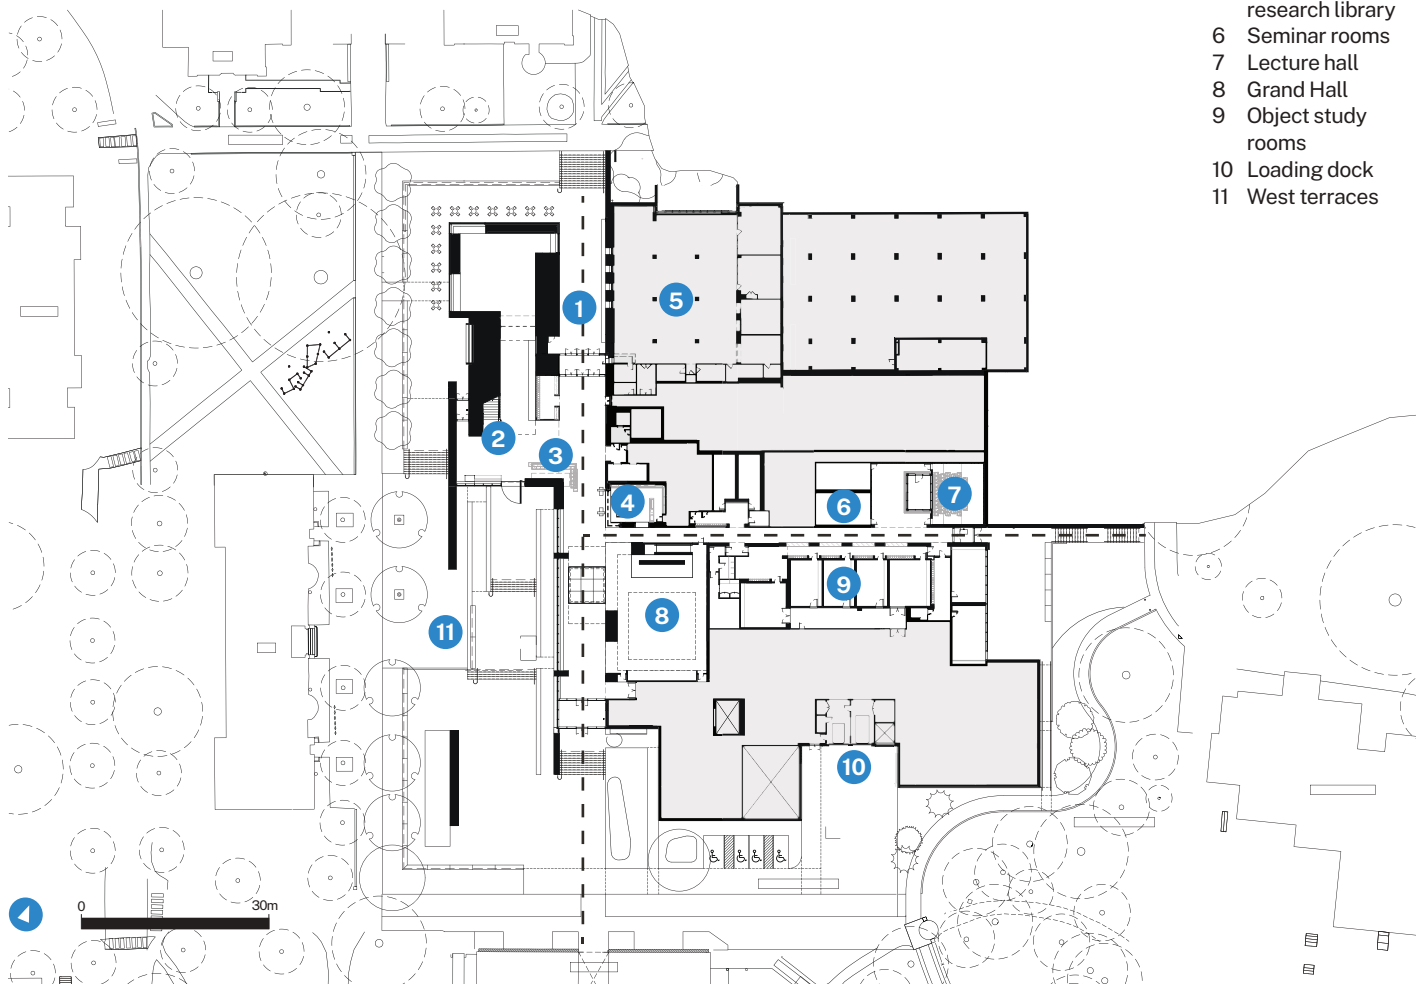 research library
6 Seminar rooms
7 Lecture hall
8 Grand Hall
9 Object study
rooms
10 Loading dock
11 West terraces
1
5
2
3
4
6
7
9
8
11
10
0 30m